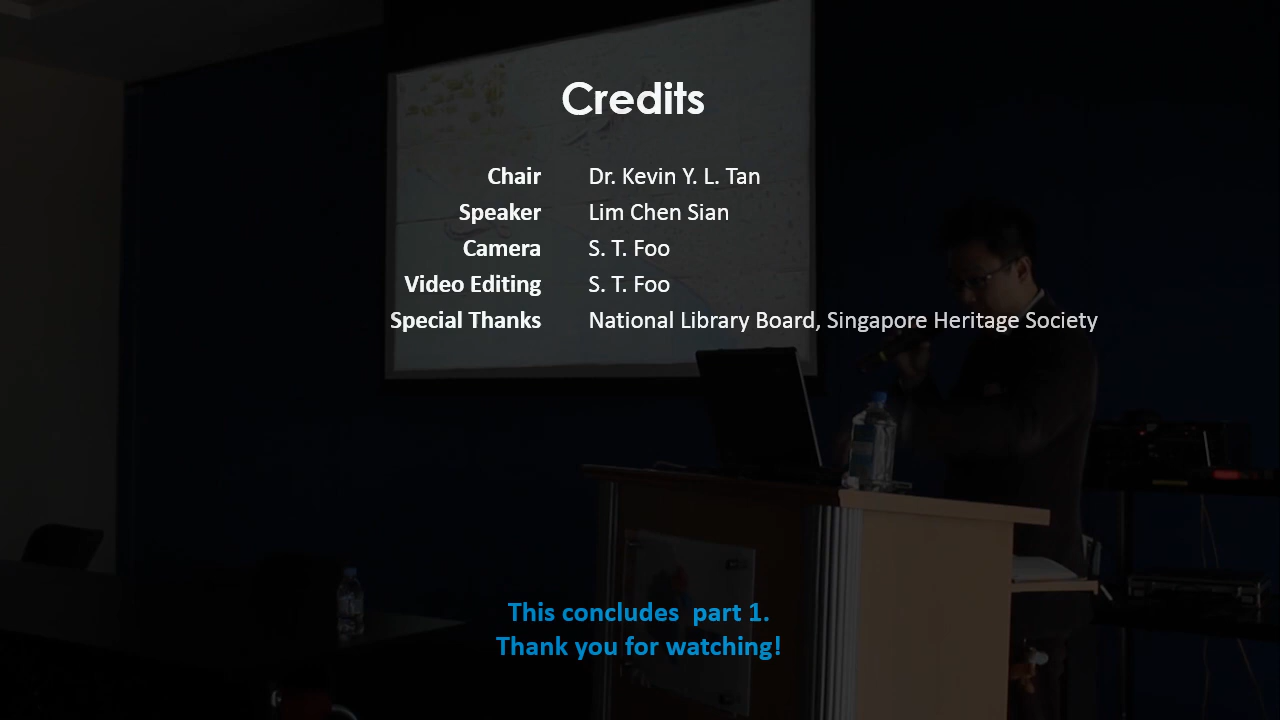 Credits
Chair Dr. Kevin Y. L. Tan
Speaker Lim Chen Sian
Camera S. T. Foo
Video Editing S. T. Foo
Special Thanks National Library Board, Singapore Heritage Society
This concludes  part 1.
Thank you for watching!